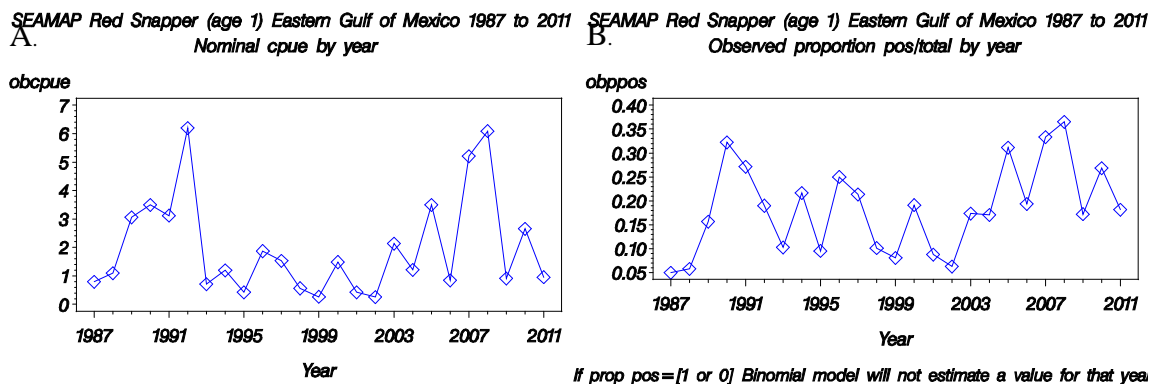 SEAMAP Red Snapper (age 1) Eastern Gulf of Mexico 1987 to 2011
A.
Nominal cpue by year
obcpue
7
6
5
4
3
2
1
0
1987 1991 1995 1999 2003 2007 2011
Year
SEAMAP Red Snapper (age 1) Eastern Gulf of Mexico 1987 to 2011
B.
Observed proportion pos/total by year
obppos
0.40
0.35
0.30
0.25
0.20
0.15
0.10
0.05
1987 1991 1995 1999 2003 2007 2011
Year
If prop pos=[1 or 0] Binomial model will not estimate a value for that year